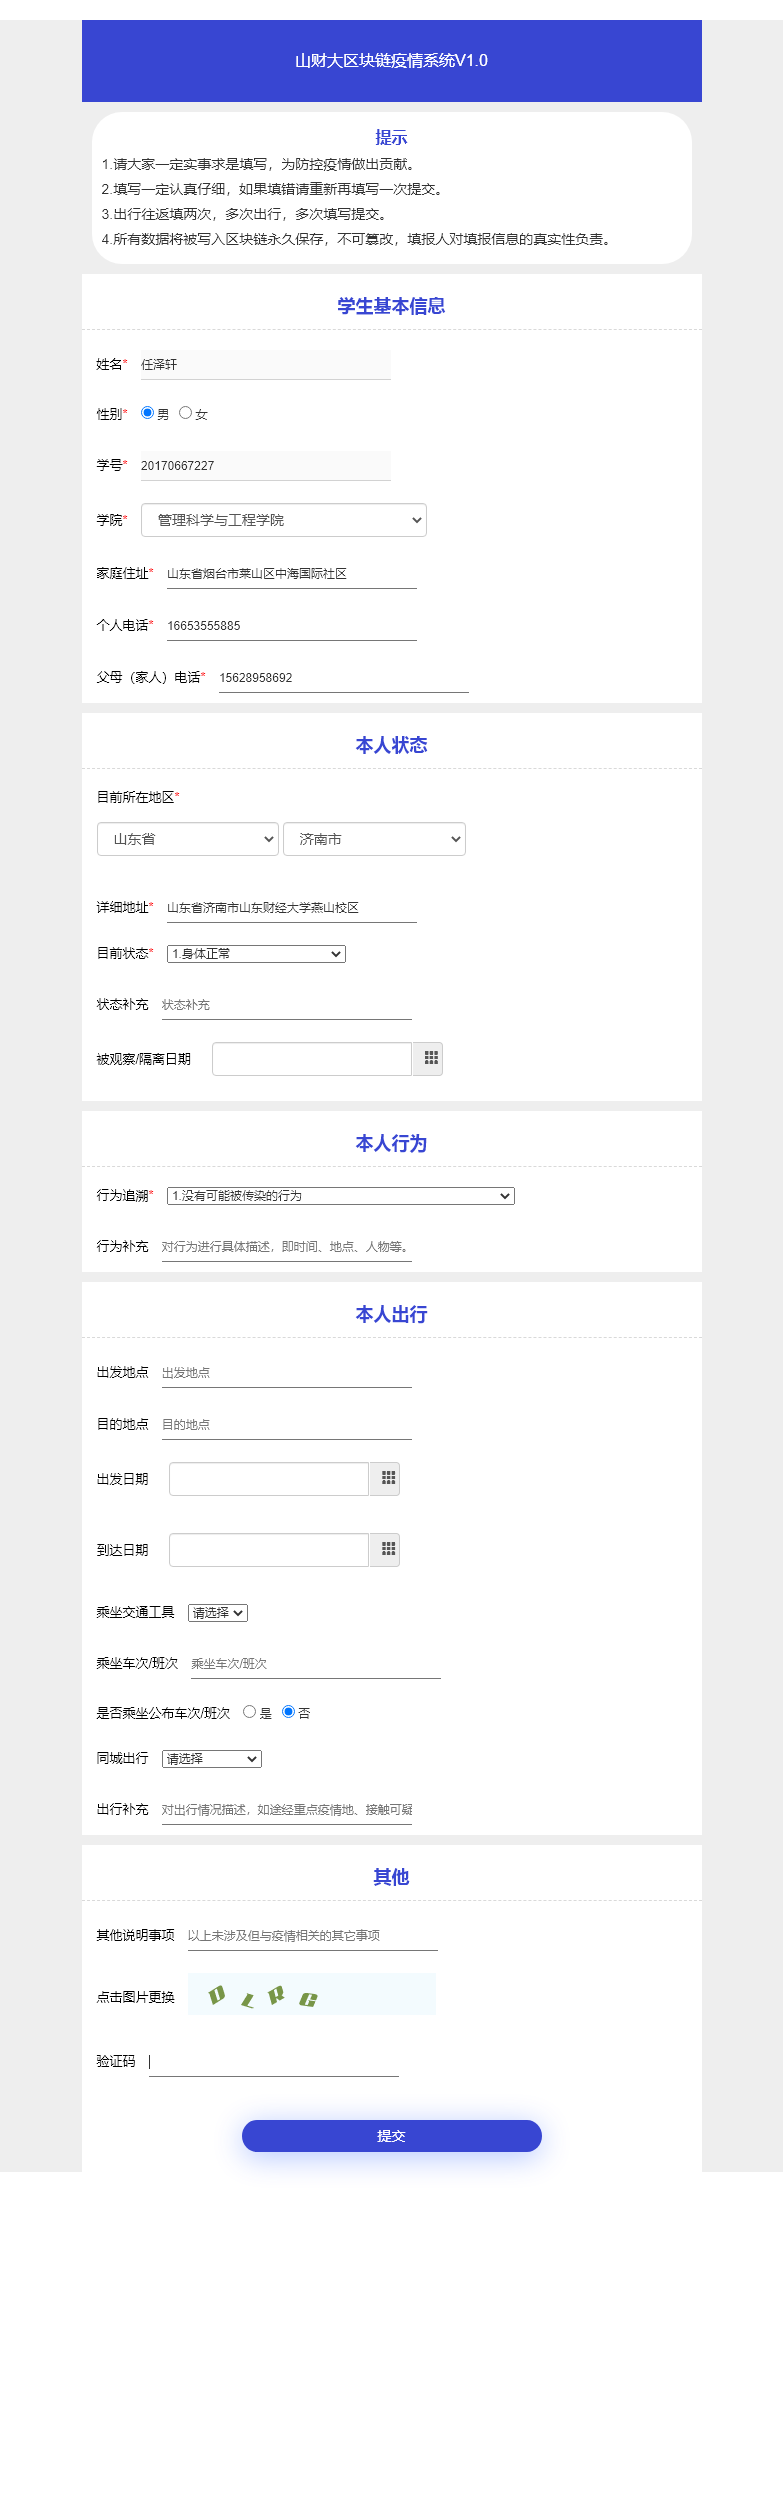 山财大区块链疫情系统V1.0
提示
1.请大家一定实事求是填写，为防控疫情做出贡献。
2.填写一定认真仔细，如果填错请重新再填写一次提交。
3.出行往返填两次，多次出行，多次填写提交。
4.所有数据将被写入区块链永久保存，不可篡改，填报人对填报信息的真实性负责。
学生基本信息
姓名* 任泽轩
性别* 男 女
学号* 20170667227
学院* 管理科学与工程学院
家庭住址* 山东省烟台市莱山区中海国际社区
个人电话* 16653555885
父母（家人）电话* 15628958692
本人状态
目前所在地区*
山东省 济南市
详细地址* 山东省济南市山东财经大学燕山校区
目前状态* 1.身体正常
状态补充 状态补充
被观察/隔离日期
本人行为
行为追溯* 1.没有可能被传染的行为
行为补充 对行为进行具体描述，即时间、地点、人物等。
本人出行
出发地点 出发地点
目的地点 目的地点
出发日期
到达日期
乘坐交通工具 请选择
乘坐车次/班次 乘坐车次/班次
是否乘坐公布车次/班次 是 否
同城出行 请选择
出行补充 对出行情况描述，如途经重点疫情地、接触可疑
其他
其他说明事项 以上未涉及但与疫情相关的其它事项
点击图片更换 LRG
验证码
提交